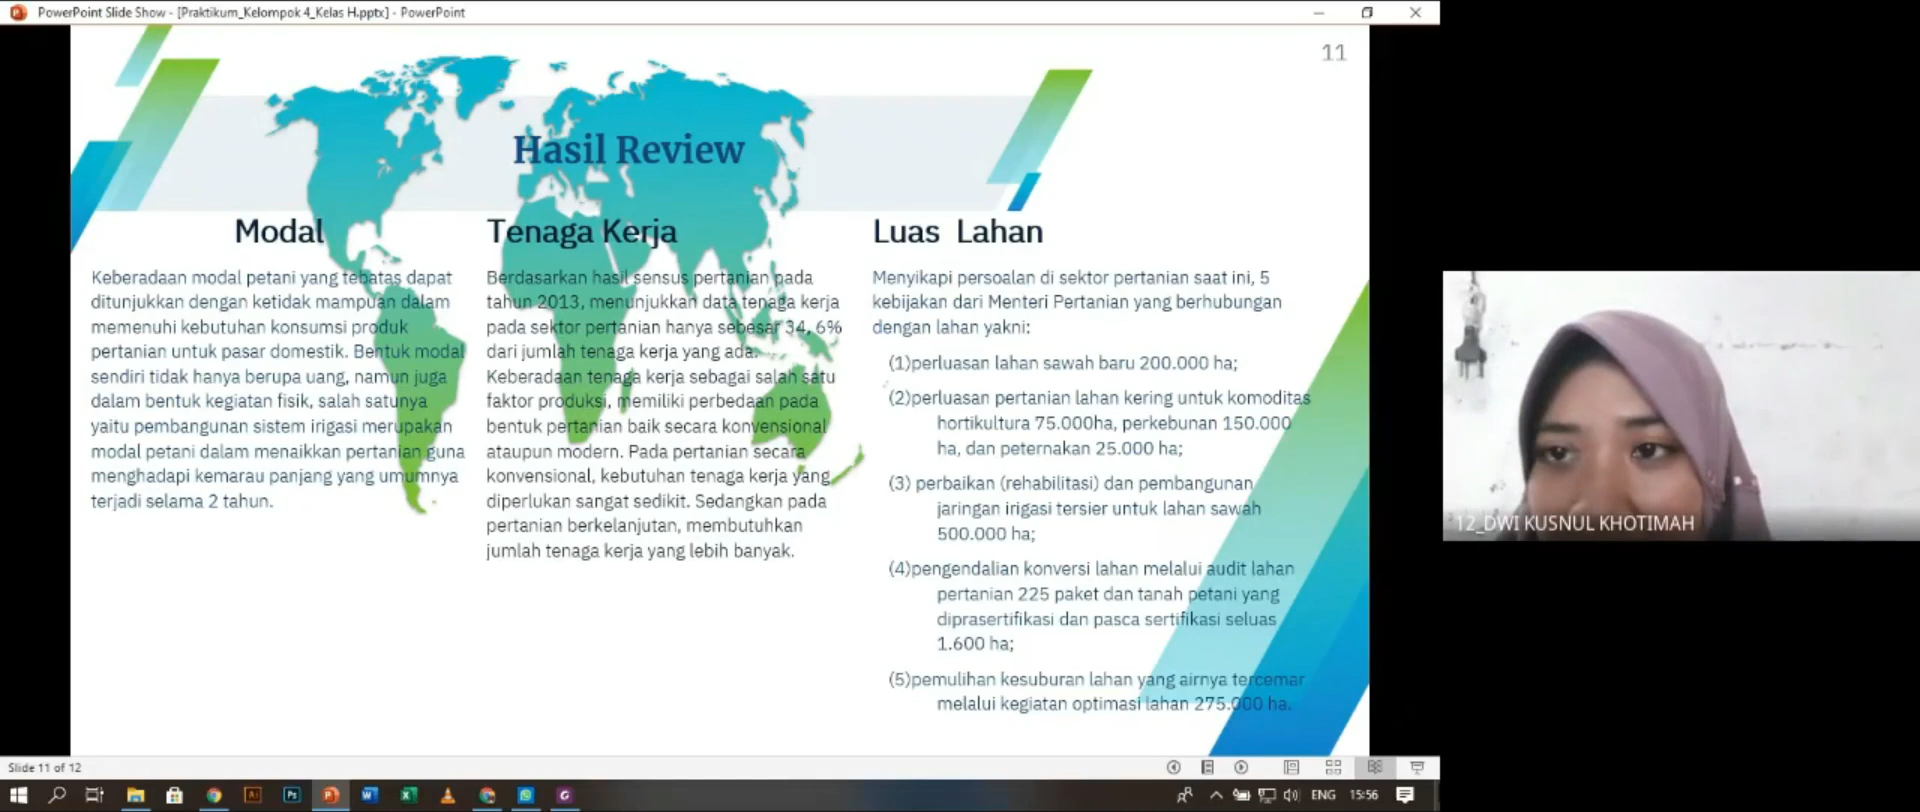 PowerPoint Slide Show - [Praktikum_Kelompok 4_Kelas H.pptx] - PowerPoint
11
Hasil Review
Modal
Keberadaan modal petani yang tebatas dapat
ditunjukkan dengan ketidak mampuan dalam
memenuhi kebutuhan konsumsi produk
pertanian untuk pasar domestik. Bentuk modal
sendiri tidak hanya berupa uang, namun juga
dalam bentuk kegiatan fisik, salah satunya
yaitu pembangunan sistem irigasi merupakan
modal petani dalam menaikkan pertanian guna
menghadapi kemarau panjang yang umumnya
terjadi selama 2 tahun.
Tenaga Kerja
Berdasarkan hasil sensus pertanian pada
tahun 2013, menunjukkan data tenaga kerja
pada sektor pertanian hanya sebesar 34, 6%
dari jumlah tenaga kerja yang ada.
Keberadaan tenaga kerja sebagai salah satu
faktor produksi, memiliki perbedaan pada
bentuk pertanian baik secara konvensional
ataupun modern. Pada pertanian secara
konvensional, kebutuhan tenaga kerja yang
diperlukan sangat sedikit. Sedangkan pada
pertanian berkelanjutan, membutuhkan
jumlah tenaga kerja yang lebih banyak.
Luas Lahan
Menyikapi persoalan di sektor pertanian saat ini, 5
kebijakan dari Menteri Pertanian yang berhubungan
dengan lahan yakni:
(1)perluasan lahan sawah baru 200.000 ha;
(2)perluasan pertanian lahan kering untuk komoditas
hortikultura 75.000ha, perkebunan 150.000
ha, dan peternakan 25.000 ha;
(3) perbaikan (rehabilitasi) dan pembangunan
jaringan irigasi tersier untuk lahan sawah
500.000 ha;
(4)pengendalian konversi lahan melalui audit lahan
pertanian 225 paket dan tanah petani yang
diprasertifikasi dan pasca sertifikasi seluas
1.600 ha;
(5)pemulihan kesuburan lahan yang airnya tercemar
melalui kegiatan optimasi lahan 275.000 ha.
12_DWI KUSNUL KHOTIMAH
Slide 11 of 12
ENG
15:56